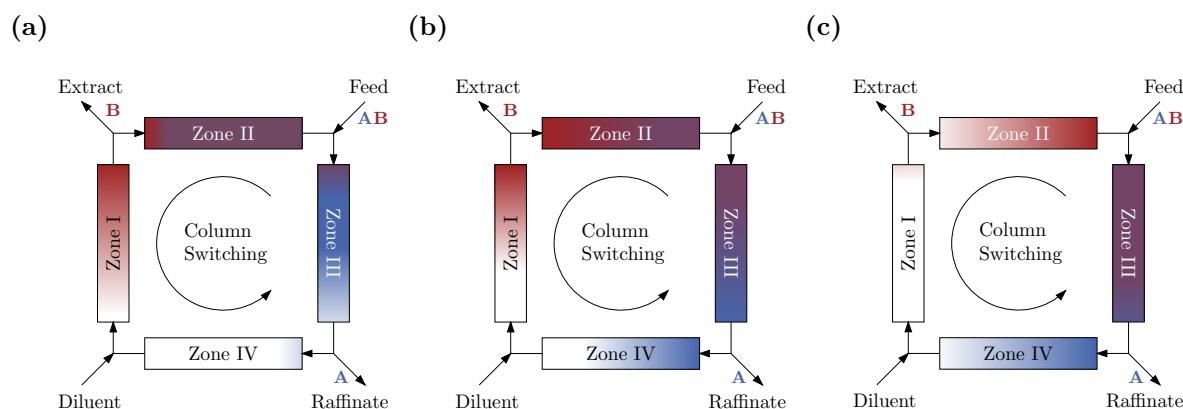 (a)
Extract
B
Zone II
Feed
AB
Zone I
Column
Switching
Zone III
Zone IV
Diluent
A
Raffinate
(b)
Extract
B
Zone II
Feed
AB
Zone I
Column
Switching
Zone III
Zone IV
Diluent
A
Raffinate
(c)
Extract
B
Zone II
Feed
AB
Zone I
Column
Switching
Zone III
Zone IV
Diluent
A
Raffinate